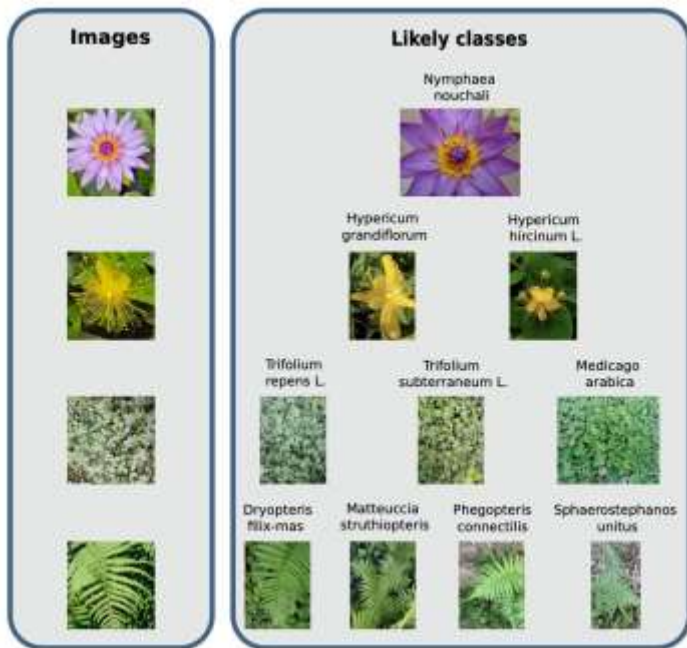 Images
Likely classes
Nymphaea
nouchali
Hypericum
grandiflorum
Hypericum
hircinum L.
Trifolium
repens L.
Trifolium
subterraneum L.
Medicago
arabica
Dryopteris
filix-mas
Matteuccia
struthiopteris
Phegopteris
connectilis
Sphaerostephanos
unitus